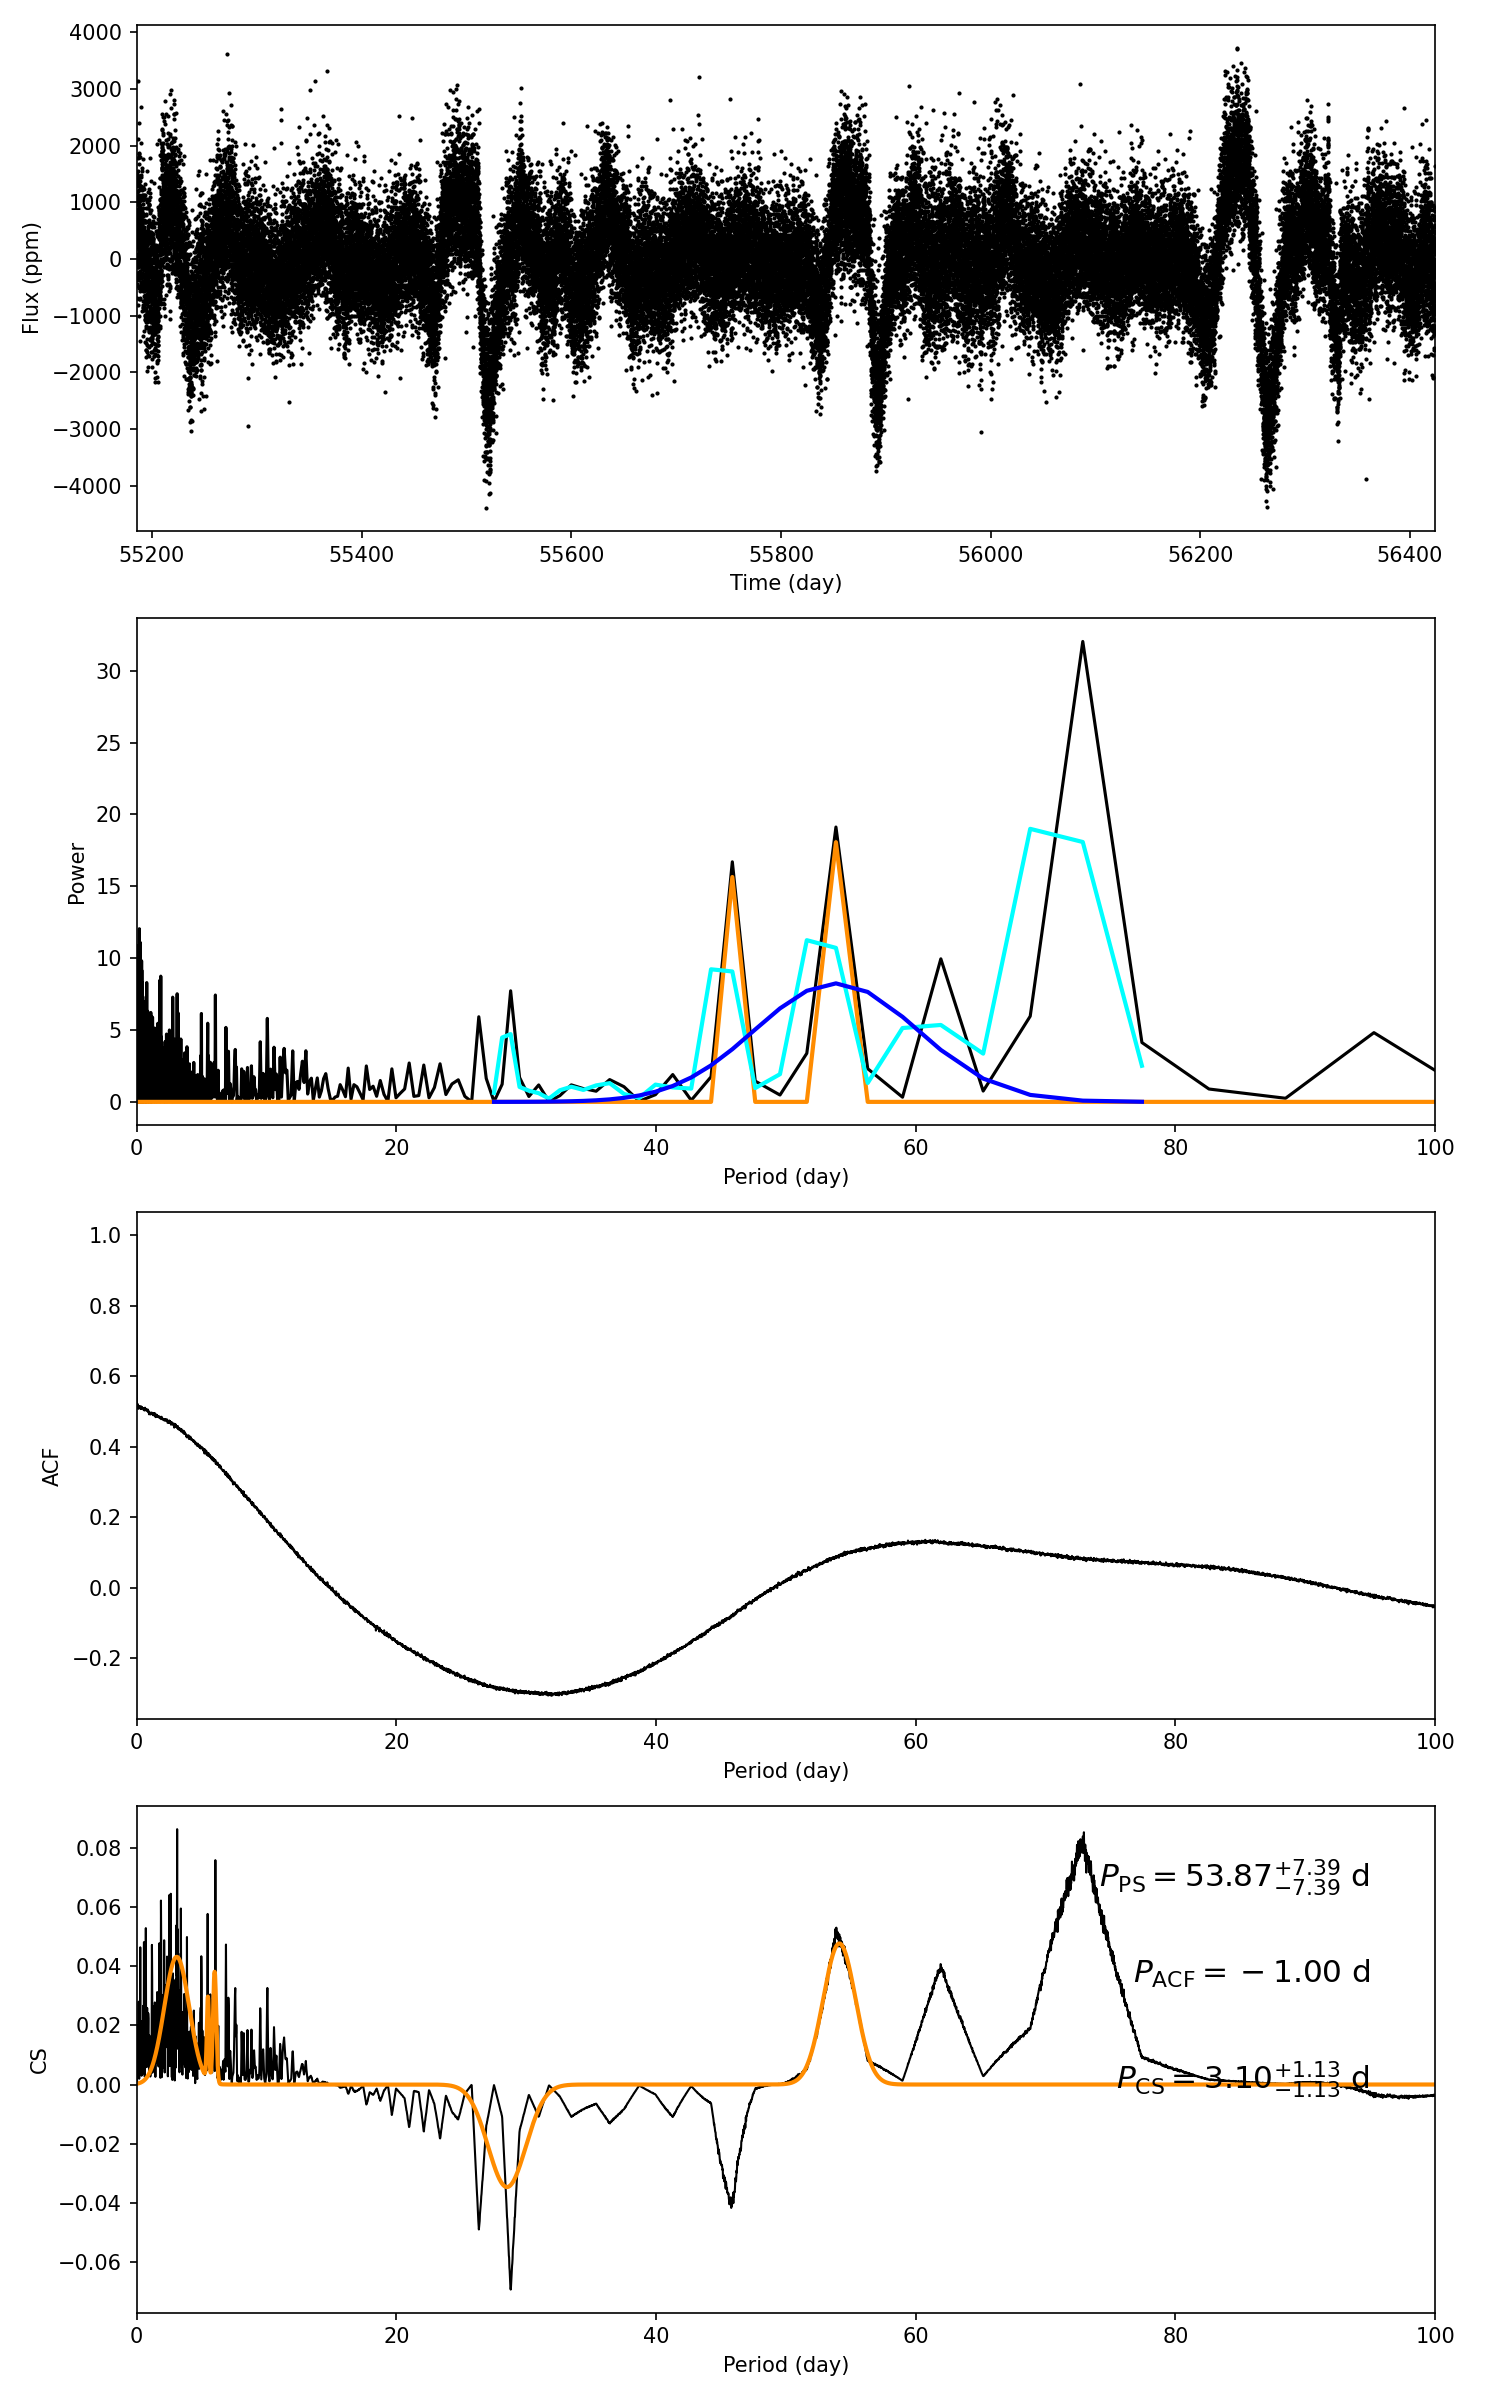 4000
3000
2000
1000
0
−1000
−2000
−3000
−4000
Flux (ppm)
55200 55400 55600 55800 56000 56200 56400
Time (day)
30
25
20
15
10
5
0
Power
0 20 40 60 80 100
Period (day)
1.0
0.8
0.6
0.4
0.2
0.0
−0.2
ACF
0 20 40 60 80 100
Period (day)
0.08
0.06
0.04
0.02
0.00
−0.02
−0.04
−0.06
CS
P_PS = 53.87 +7.39 −7.39 d
P_ACF = −1.00 d
P_CS = 3.10 +1.13 −1.13 d
0 20 40 60 80 100
Period (day)